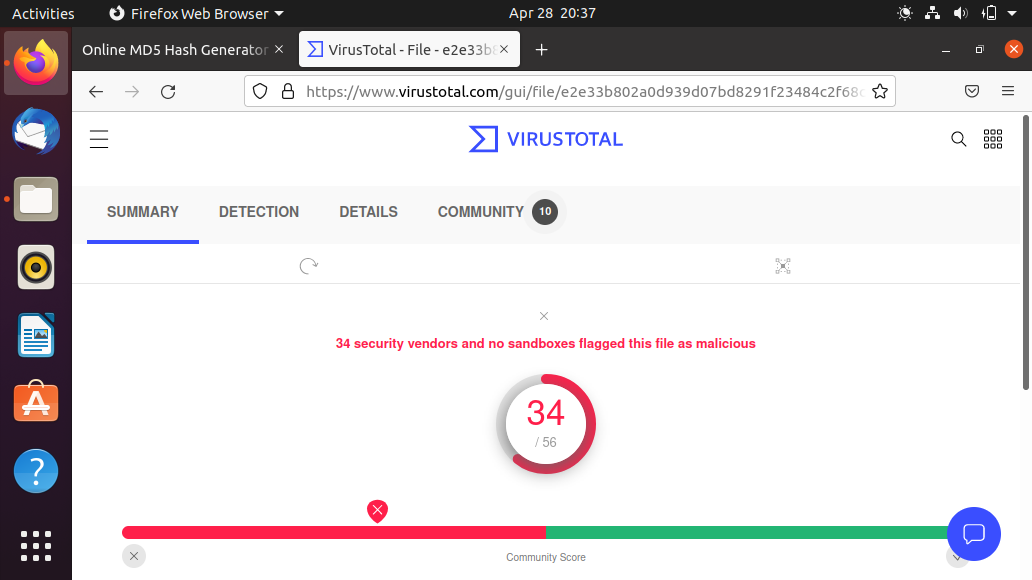 Activities Firefox Web Browser Apr 28 20:37
Online MD5 Hash Generator VirusTotal - File - e2e33b8
https://www.virustotal.com/gui/file/e2e33b802a0d939d07bd8291f23484c2f68c
VIRUSTOTAL
SUMMARY DETECTION DETAILS COMMUNITY 10
34 security vendors and no sandboxes flagged this file as malicious
34
/ 56
Community Score